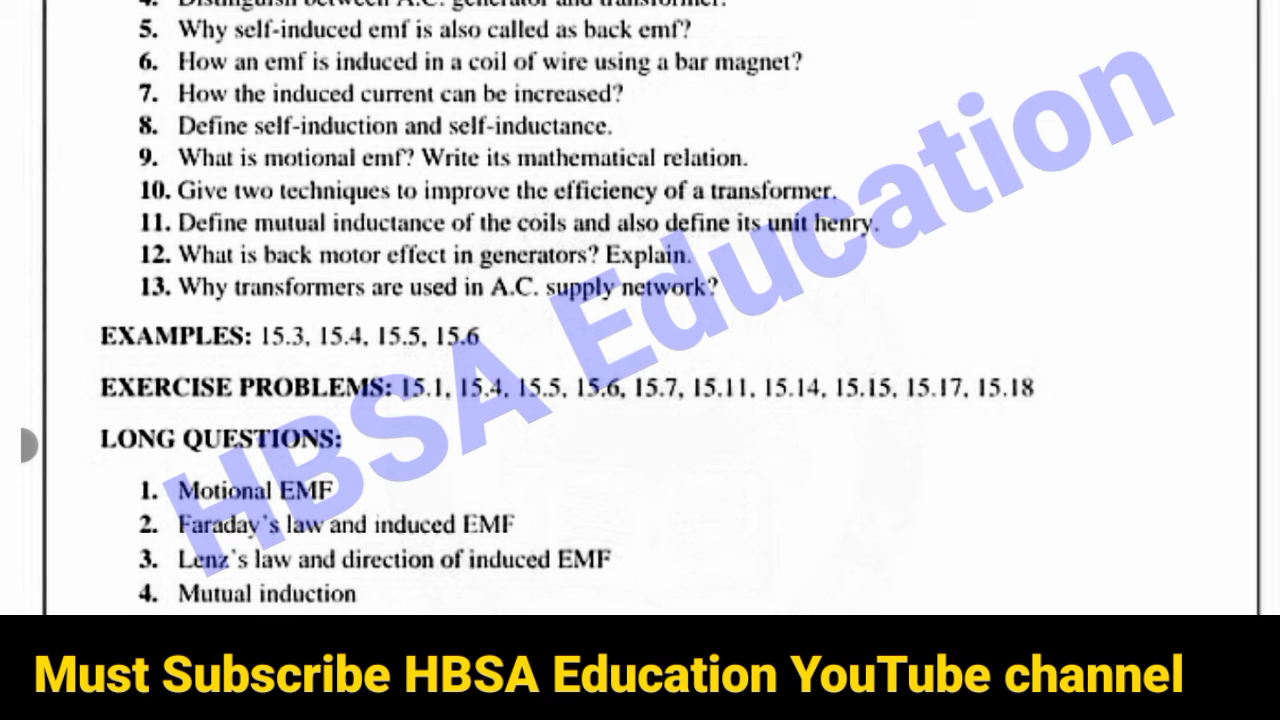 4. Distinguish between A.C. generator and transformer.
5. Why self-induced emf is also called as back emf?
6. How an emf is induced in a coil of wire using a bar magnet?
7. How the induced current can be increased?
8. Define self-induction and self-inductance.
9. What is motional emf? Write its mathematical relation.
10. Give two techniques to improve the efficiency of a transformer.
11. Define mutual inductance of the coils and also define its unit henry.
12. What is back motor effect in generators? Explain.
13. Why transformers are used in A.C. supply network?
EXAMPLES: 15.3, 15.4, 15.5, 15.6
EXERCISE PROBLEMS: 15.1, 15.4, 15.5, 15.6, 15.7, 15.11, 15.14, 15.15, 15.17, 15.18
LONG QUESTIONS:
1. Motional EMF
2. Faraday's law and induced EMF
3. Lenz's law and direction of induced EMF
4. Mutual induction
HBSA Education
Must Subscribe HBSA Education YouTube channel